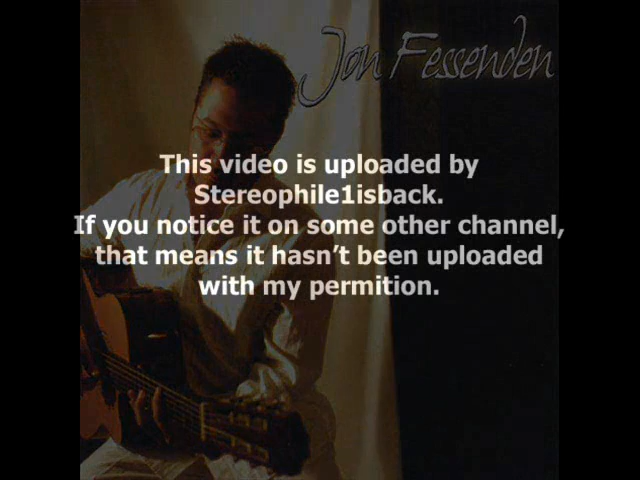 Jon Fessenden
This video is uploaded by
Stereophile1isback.
If you notice it on some other channel,
that means it hasn't been uploaded
with my permition.